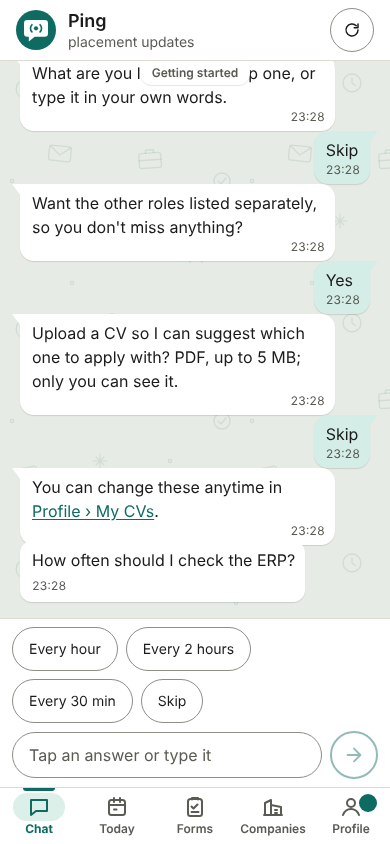 Ping
placement updates
What are you l
Getting started
p one, or
type it in your own words.
23:28
Skip
23:28
Want the other roles listed separately,
so you don't miss anything?
23:28
Yes
23:28
Upload a CV so I can suggest which
one to apply with? PDF, up to 5 MB;
only you can see it.
23:28
Skip
23:28
You can change these anytime in
Profile › My CVs.
23:28
How often should I check the ERP?
23:28
Every hour
Every 2 hours
Every 30 min
Skip
Tap an answer or type it
Chat
Today
Forms
Companies
Profile